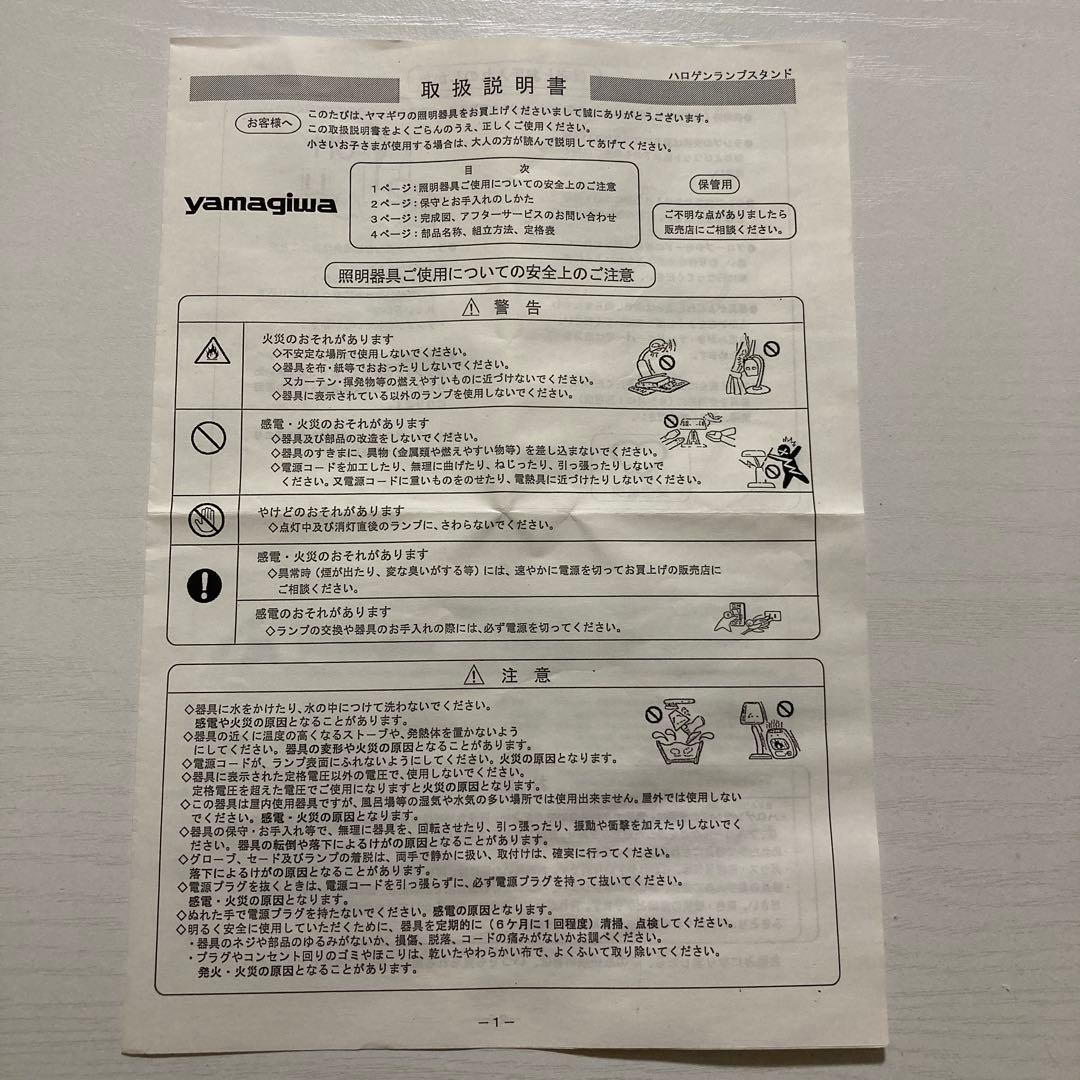 ハロゲンランプスタンド
取扱説明書
お客様へ
このたびは、ヤマギワの照明器具をお買上げくださいまして誠にありがとうございます。
この取扱説明書をよくごらんのうえ、正しくご使用ください。
小さいお子さまが使用する場合は、大人の方が読んで説明してあげてください。
yamagiwa
目 次
1ページ:照明器具ご使用についての安全上のご注意
2ページ:保守とお手入れのしかた
3ページ:完成図、アフターサービスのお問い合わせ
4ページ:部品名称、組立方法、定格表
保管用
ご不明な点がありましたら
販売店にご相談ください。
照明器具ご使用についての安全上のご注意
警 告
火災のおそれがあります
◇不安定な場所で使用しないでください。
◇器具を布・紙等でおおったりしないでください。
又カーテン・揮発物等の燃えやすいものに近づけないでください。
◇器具に表示されている以外のランプを使用しないでください。
感電・火災のおそれがあります
◇器具及び部品の改造をしないでください。
◇器具のすきまに、異物(金属類や燃えやすい物等)を差し込まないでください。
◇電源コードを加工したり、無理に曲げたり、ねじったり、引っ張ったりしないで
ください。又電源コードに重いものをのせたり、電熱具に近づけたりしないでください。
やけどのおそれがあります
◇点灯中及び消灯直後のランプに、さわらないでください。
感電・火災のおそれがあります
◇異常時(煙が出たり、変な臭いがする等)には、速やかに電源を切ってお買上げの販売店に
ご相談ください。
感電のおそれがあります
◇ランプの交換や器具のお手入れの際には、必ず電源を切ってください。
注 意
◇器具に水をかけたり、水の中につけて洗わないでください。
感電や火災の原因となることがあります。
◇器具の近くに温度の高くなるストーブや、発熱体を置かないよう
にしてください。器具の変形や火災の原因となることがあります。
◇電源コードが、ランプ表面にふれないようにしてください。火災の原因となります。
◇器具に表示された定格電圧以外の電圧で、使用しないでください。
定格電圧を超えた電圧でご使用になりますと火災の原因となります。
◇この器具は屋内使用器具ですが、風呂場等の湿気や水気の多い場所では使用出来ません。屋外では使用しない
でください。感電・火災の原因となります。
◇器具の保守・お手入れ等で、無理に器具を、回転させたり、引っ張ったり、振動や衝撃を加えたりしないでく
ださい。器具の転倒や落下によるけがの原因となることがあります。
◇グローブ、セード及びランプの着脱は、両手で静かに扱い、取付けは、確実に行ってください。
落下によるけがの原因となることがあります。
◇電源プラグを抜くときは、電源コードを引っ張らずに、必ず電源プラグを持って抜いてください。
感電・火災の原因となります。
◇ぬれた手で電源プラグを持たないでください。感電の原因となります。
◇明るく安全に使用していただくために、器具を定期的に(6ケ月に1回程度)清掃、点検してください。
・器具のネジや部品のゆるみがないか、損傷、脱落、コードの痛みがないかお調べください。
・プラグやコンセント回りのゴミやほこりは、乾いたやわらかい布で、よくふいて取り除いてください。
発火・火災の原因となることがあります。
－1－